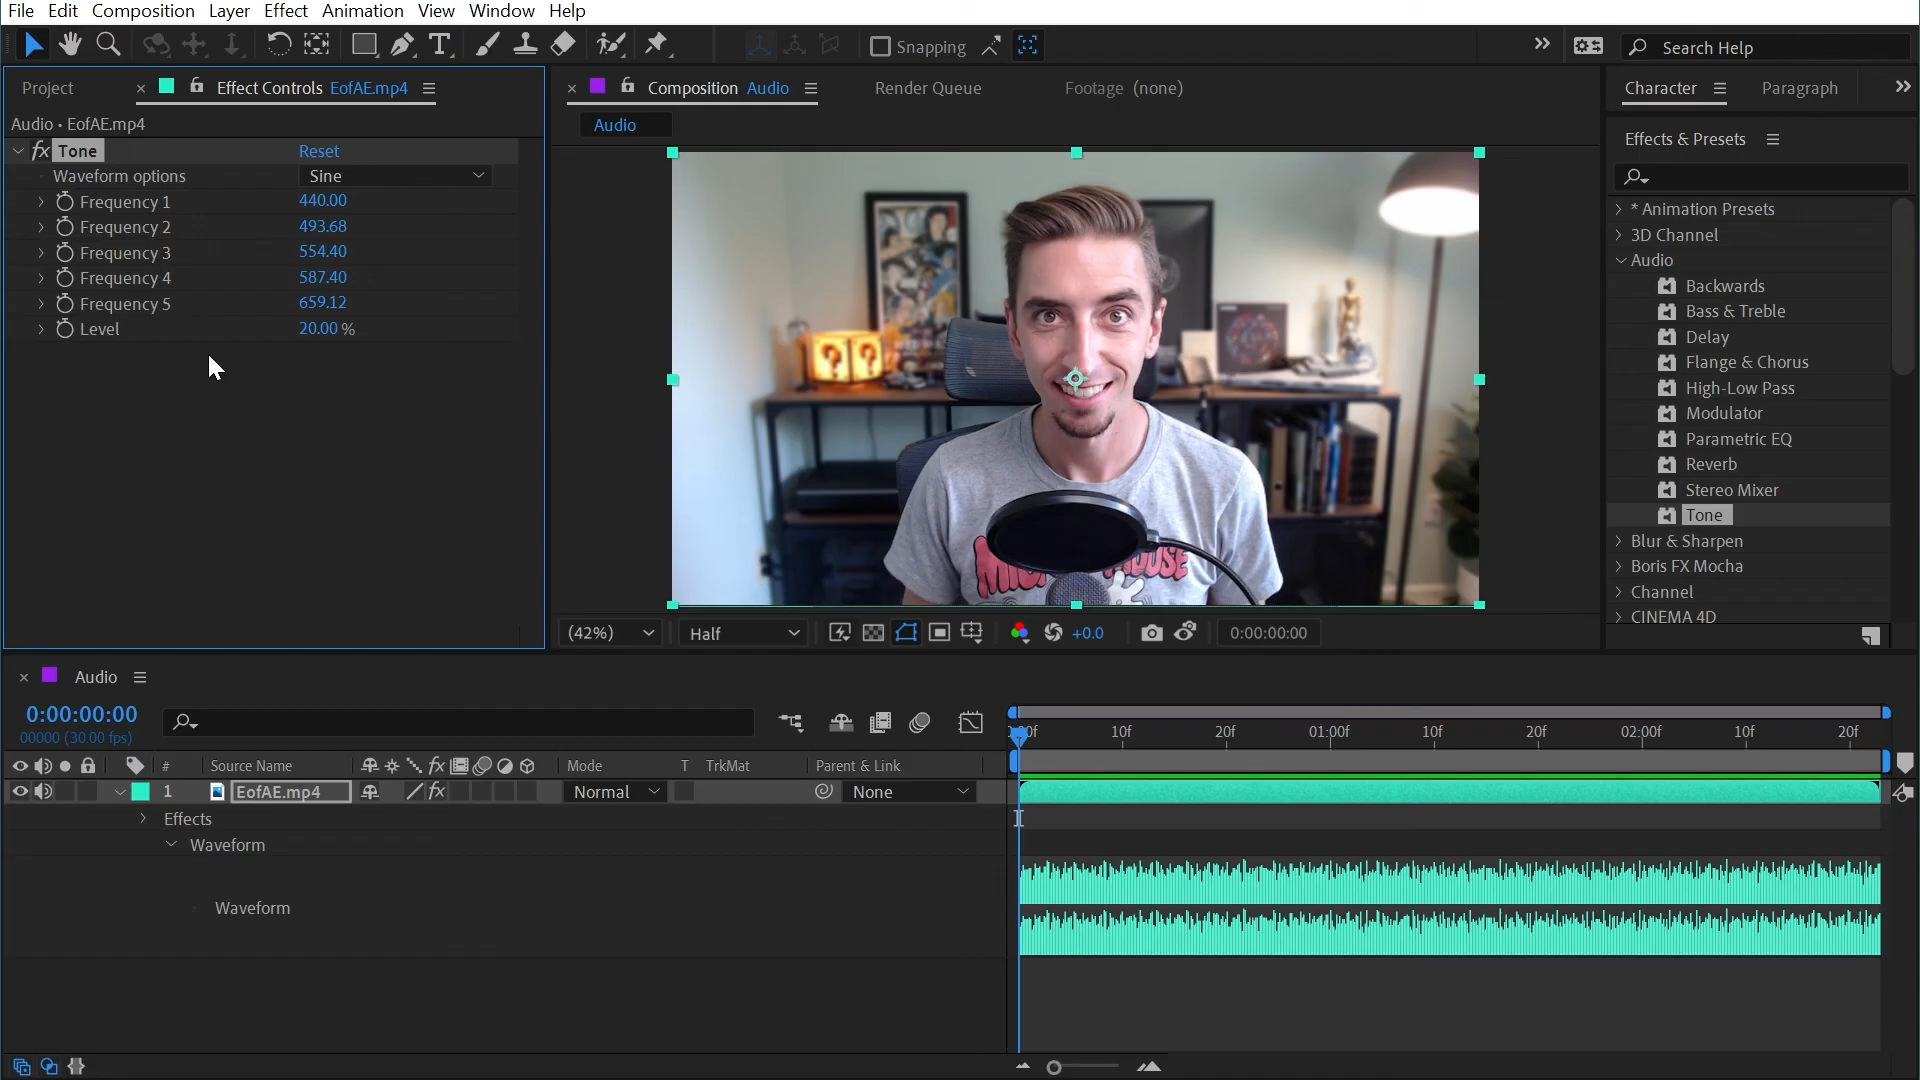 File Edit Composition Layer Effect Animation View Window Help
Snapping
Search Help
Project
Effect Controls EofAE.mp4
Audio • EofAE.mp4
fx Tone Reset
Waveform options Sine
Frequency 1 440.00
Frequency 2 493.68
Frequency 3 554.40
Frequency 4 587.40
Frequency 5 659.12
Level 20.00 %
Composition Audio
Render Queue
Footage (none)
Audio
(42%)
Half
+0.0
0:00:00:00
Character
Paragraph
Effects & Presets
* Animation Presets
3D Channel
Audio
Backwards
Bass & Treble
Delay
Flange & Chorus
High-Low Pass
Modulator
Parametric EQ
Reverb
Stereo Mixer
Tone
Blur & Sharpen
Boris FX Mocha
Channel
CINEMA 4D
Audio
0:00:00:00
00000 (30.00 fps)
10f 20f 01:00f 10f 20f 02:00f 10f 20f
# Source Name fx Mode T TrkMat Parent & Link
1 EofAE.mp4 fx Normal None
Effects
Waveform
Waveform